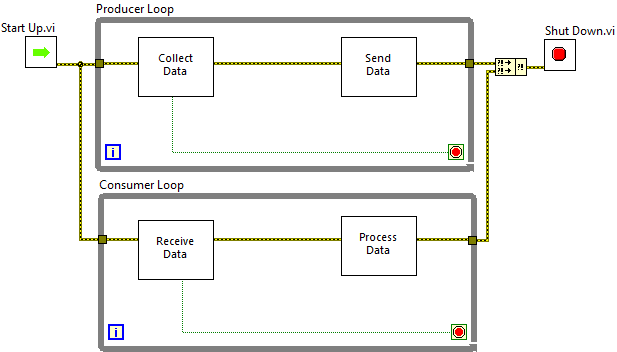 Producer Loop
Start Up.vi
Shut Down.vi
Collect
Data
Send
Data
?!
?!
?!
i
Consumer Loop
Receive
Data
Process
Data
i